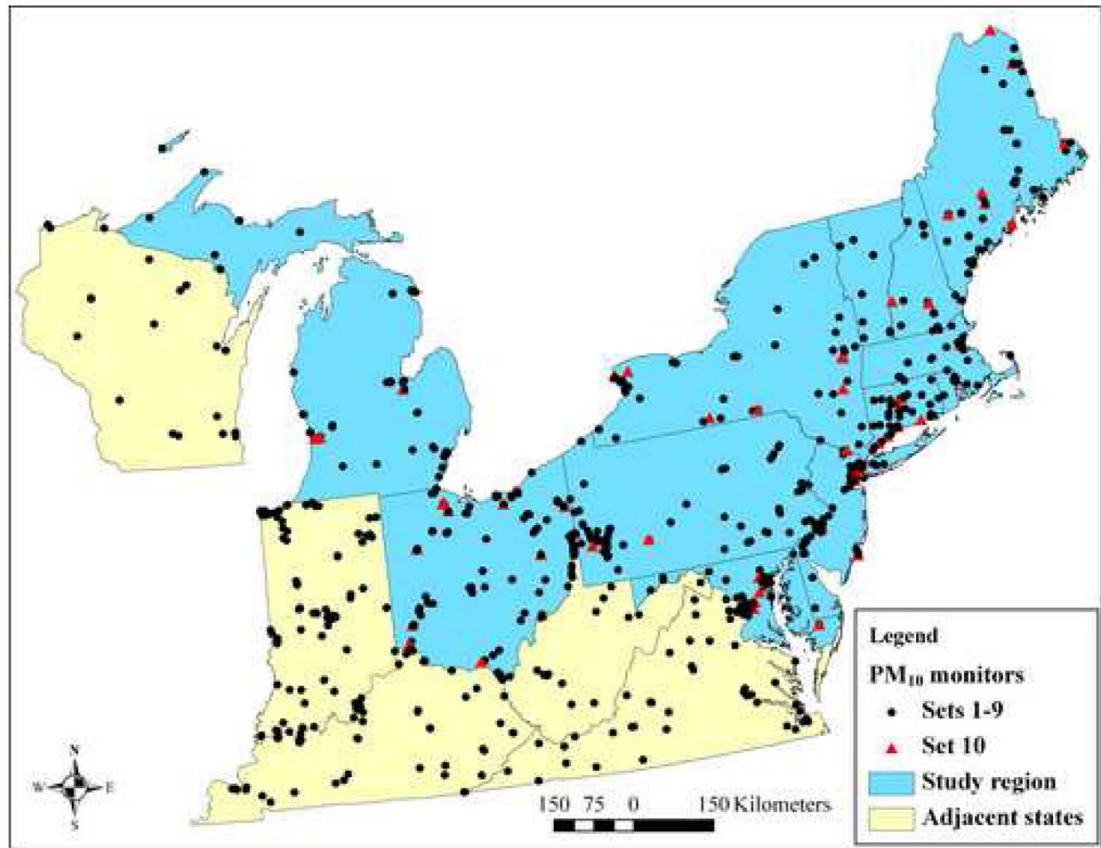 Legend
PM10 monitors
Sets 1-9
Set 10
Study region
Adjacent states
N
W E
S
150 75 0 150 Kilometers